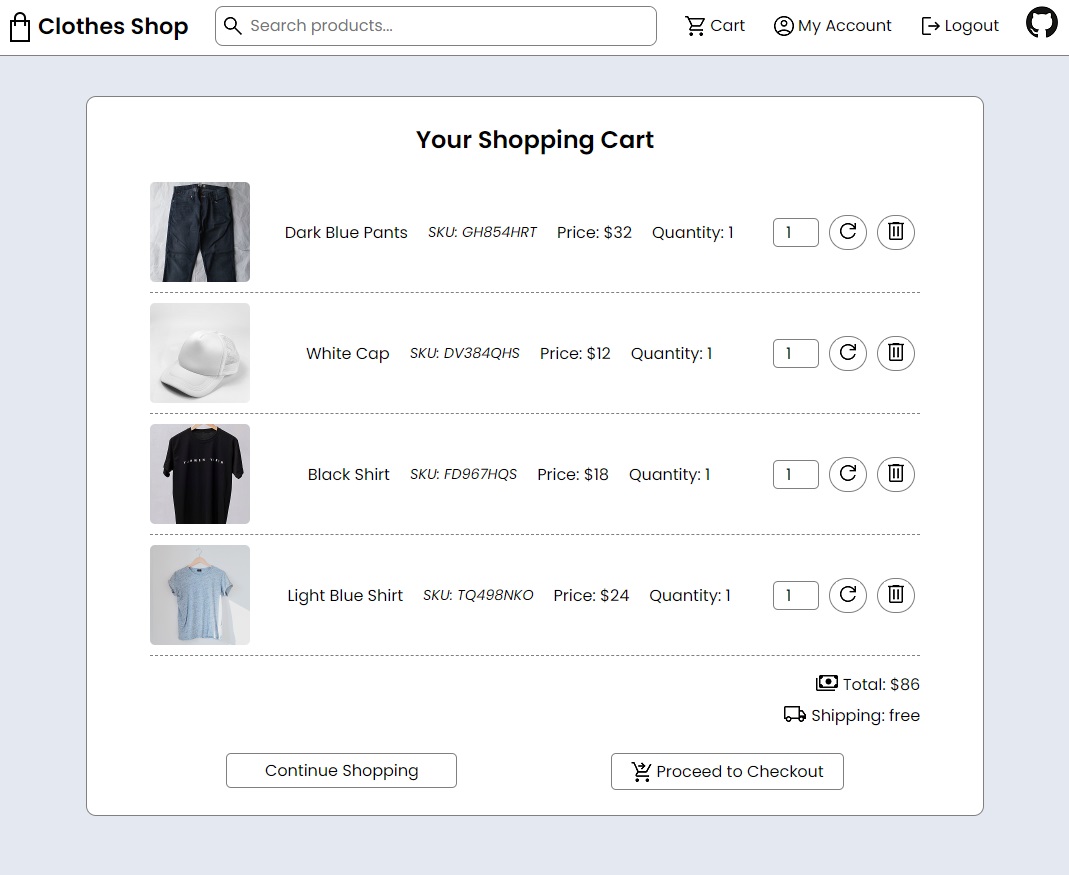 Clothes Shop Search products... Cart My Account Logout
Your Shopping Cart
Dark Blue Pants SKU: GH854HRT Price: $32 Quantity: 1 1
White Cap SKU: DV384QHS Price: $12 Quantity: 1 1
Black Shirt SKU: FD967HQS Price: $18 Quantity: 1 1
Light Blue Shirt SKU: TQ498NKO Price: $24 Quantity: 1 1
Total: $86
Shipping: free
Continue Shopping Proceed to Checkout